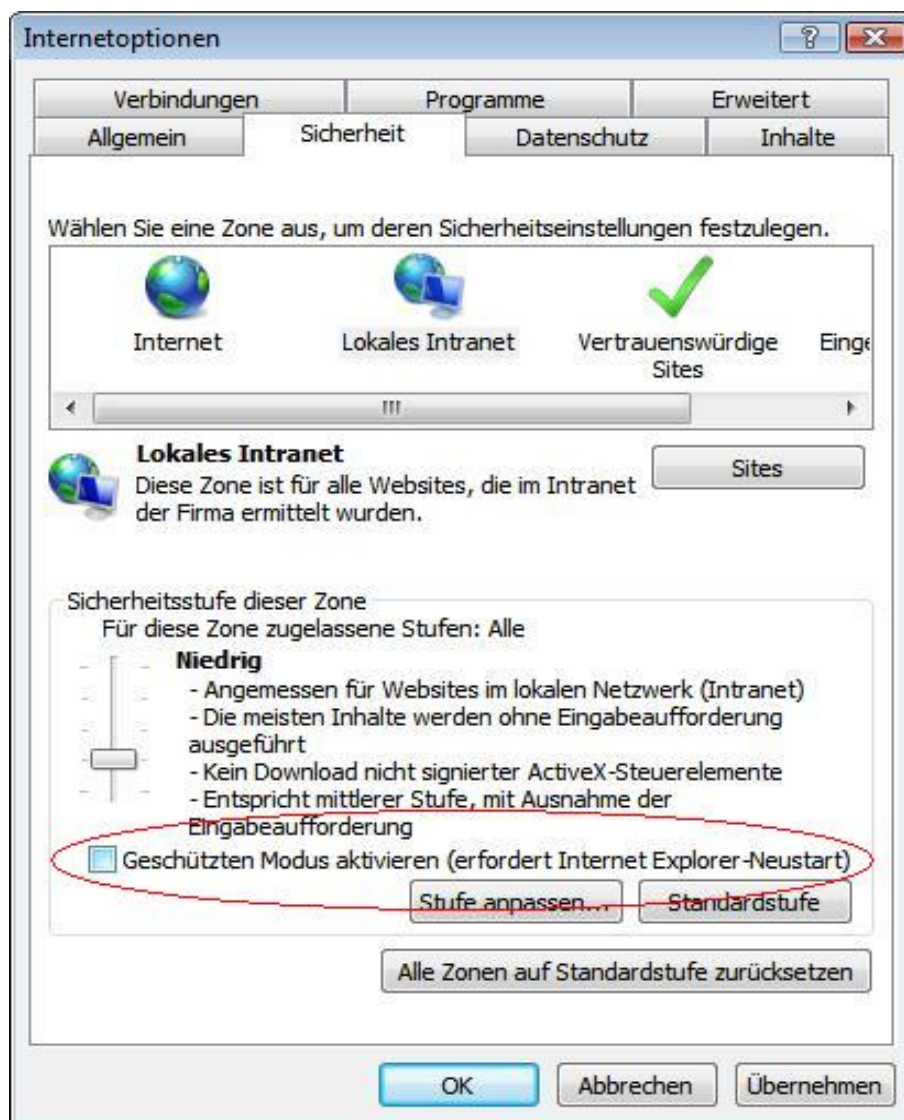 Internetoptionen
Verbindungen Programme Erweitert
Allgemein Sicherheit Datenschutz Inhalte
Wählen Sie eine Zone aus, um deren Sicherheitseinstellungen festzulegen.
Internet Lokales Intranet Vertrauenswürdige Sites Einge
Lokales Intranet
Diese Zone ist für alle Websites, die im Intranet
der Firma ermittelt wurden.
Sites
Sicherheitsstufe dieser Zone
Für diese Zone zugelassene Stufen: Alle
Niedrig
- Angemessen für Websites im lokalen Netzwerk (Intranet)
- Die meisten Inhalte werden ohne Eingabeaufforderung
ausgeführt
- Kein Download nicht signierter ActiveX-Steuerelemente
- Entspricht mittlerer Stufe, mit Ausnahme der
Eingabeaufforderung
Geschützten Modus aktivieren (erfordert Internet Explorer-Neustart)
Stufe anpassen... Standardstufe
Alle Zonen auf Standardstufe zurücksetzen
OK Abbrechen Übernehmen